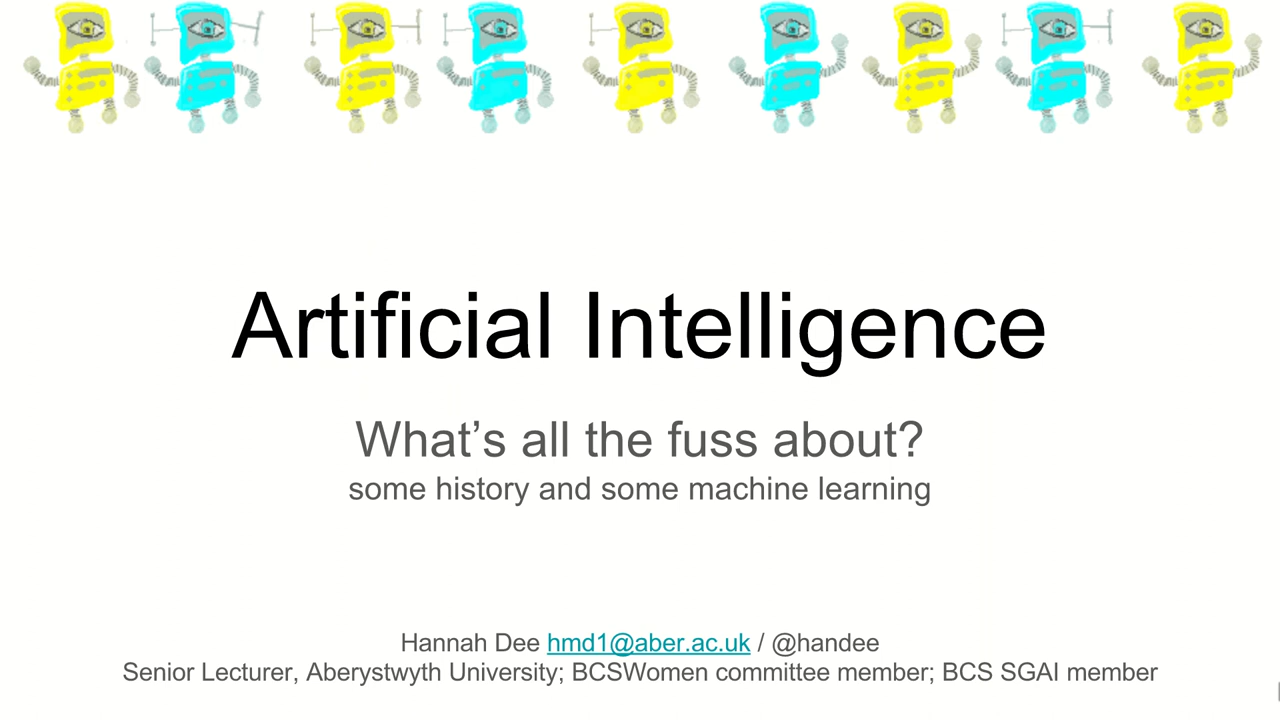 Artificial Intelligence
What’s all the fuss about?
some history and some machine learning
Hannah Dee hmd1@aber.ac.uk / @handee
Senior Lecturer, Aberystwyth University; BCSWomen committee member; BCS SGAI member